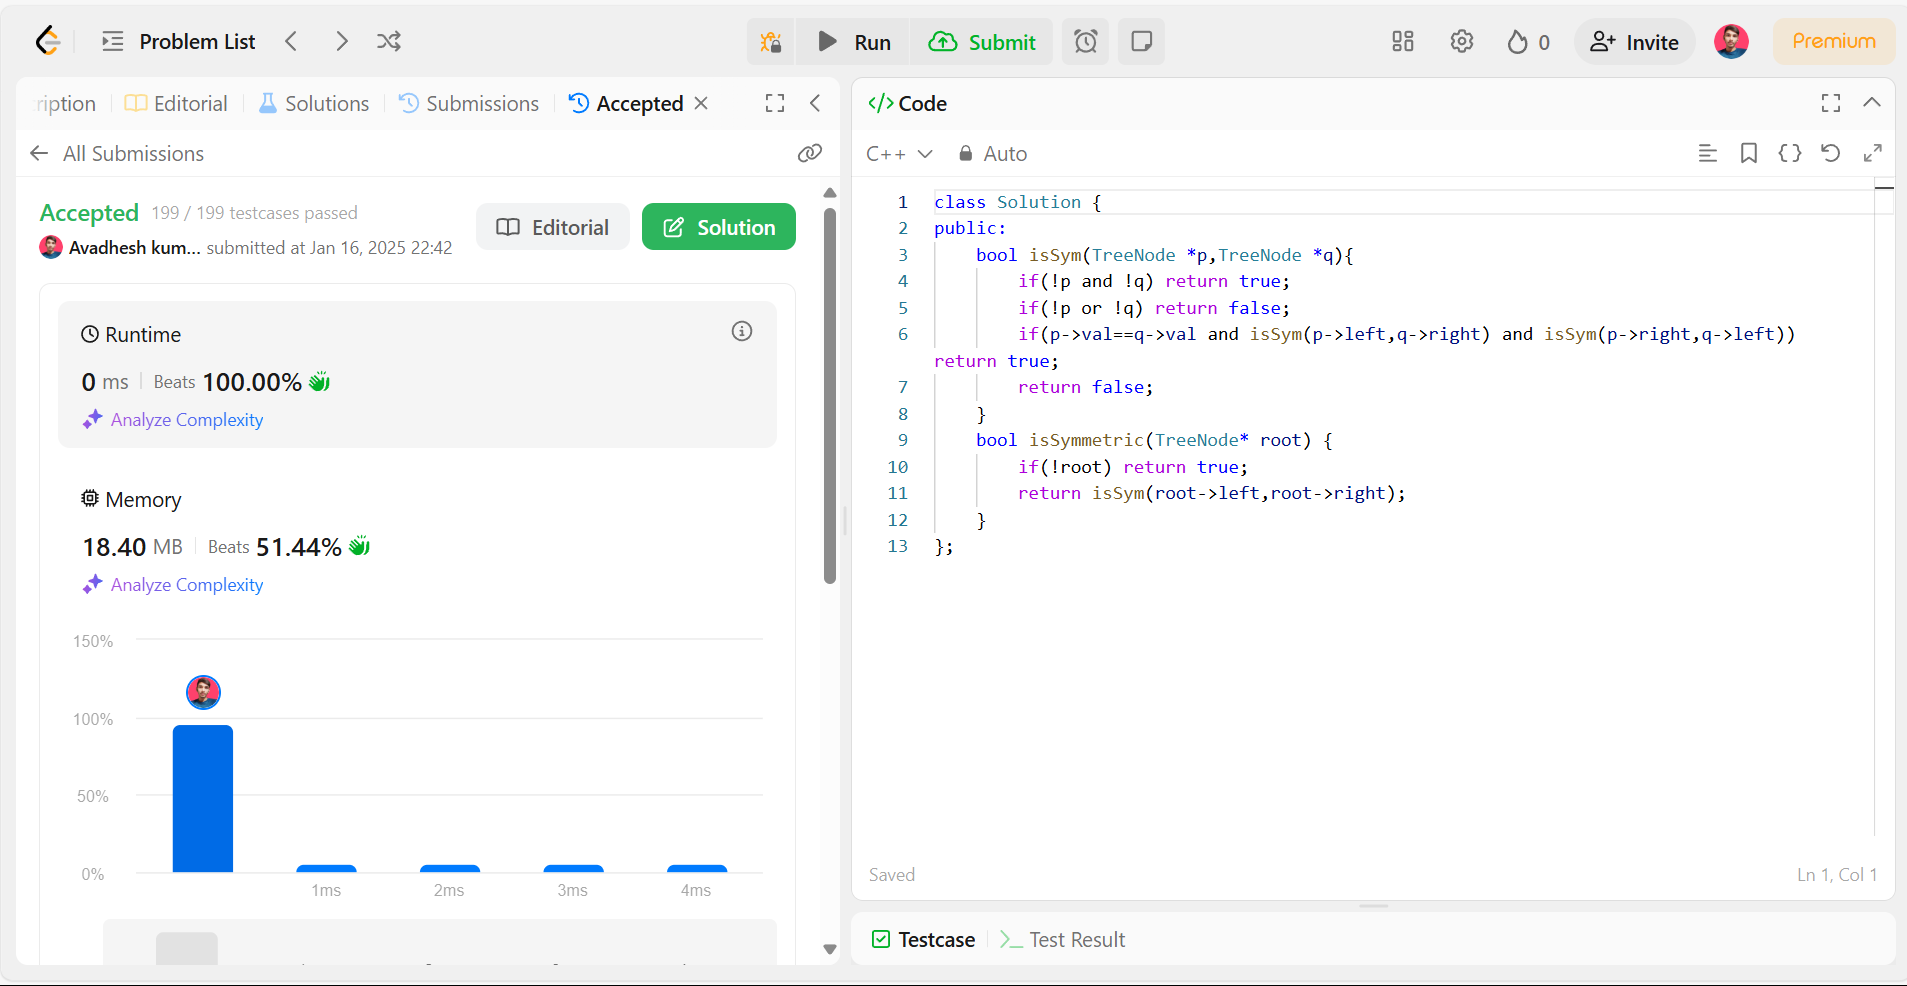 Problem List
Run
Submit
0
Invite
Premium
ription
Editorial
Solutions
Submissions
Accepted
All Submissions
Accepted 199 / 199 testcases passed
Avadhesh kum... submitted at Jan 16, 2025 22:42
Editorial
Solution
Runtime
0 ms Beats 100.00%
Analyze Complexity
Memory
18.40 MB Beats 51.44%
Analyze Complexity
150%
100%
50%
0%
1ms 2ms 3ms 4ms
</> Code
C++ Auto
1 class Solution {
2 public:
3     bool isSym(TreeNode *p,TreeNode *q){
4         if(!p and !q) return true;
5         if(!p or !q) return false;
6         if(p->val==q->val and isSym(p->left,q->right) and isSym(p->right,q->left))
return true;
7         return false;
8     }
9     bool isSymmetric(TreeNode* root) {
10         if(!root) return true;
11         return isSym(root->left,root->right);
12     }
13 };
Saved
Ln 1, Col 1
Testcase
Test Result